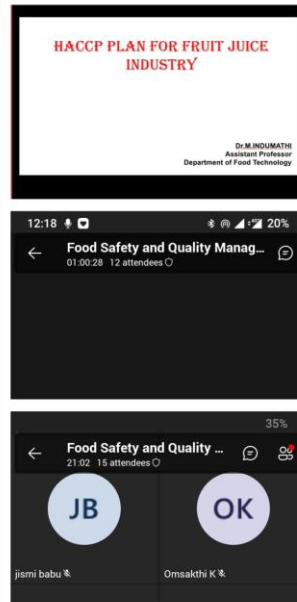 HACCP PLAN FOR FRUIT JUICE
INDUSTRY
Dr.M.INDUMATHI
Assistant Professor
Department of Food Technology
12:18 20%
Food Safety and Quality Manag...
01:00:28 12 attendees
35%
Food Safety and Quality ...
21:02 15 attendees
JB OK
jismi babu Omsakthi K